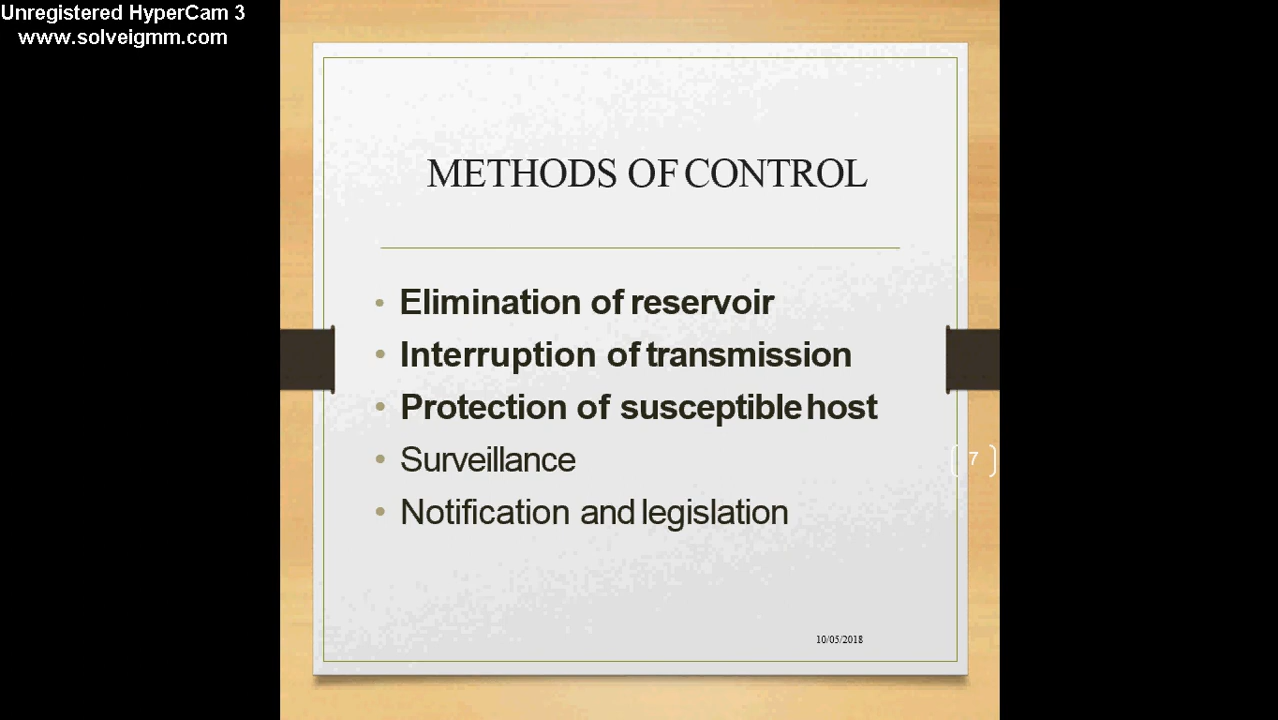 Unregistered HyperCam 3
www.solveigmm.com
METHODS OF CONTROL
• Elimination of reservoir
• Interruption of transmission
• Protection of susceptible host
• Surveillance
• Notification and legislation
7
10/05/2018